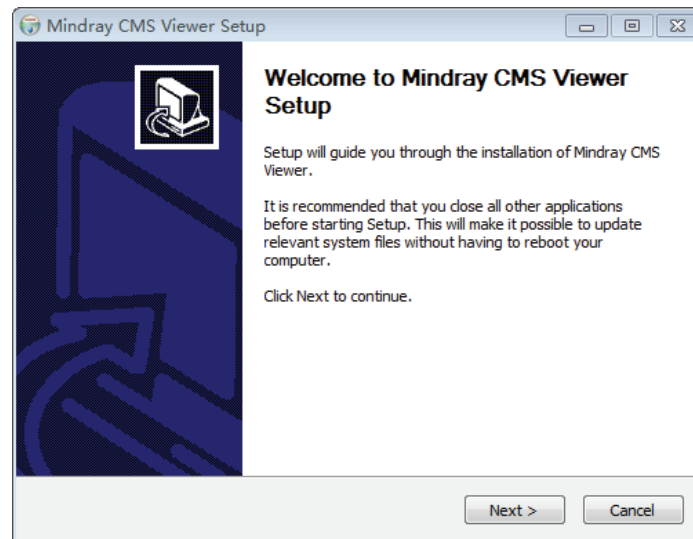 Mindray CMS Viewer Setup
Welcome to Mindray CMS Viewer
Setup
Setup will guide you through the installation of Mindray CMS
Viewer.
It is recommended that you close all other applications
before starting Setup. This will make it possible to update
relevant system files without having to reboot your
computer.
Click Next to continue.
Next >
Cancel